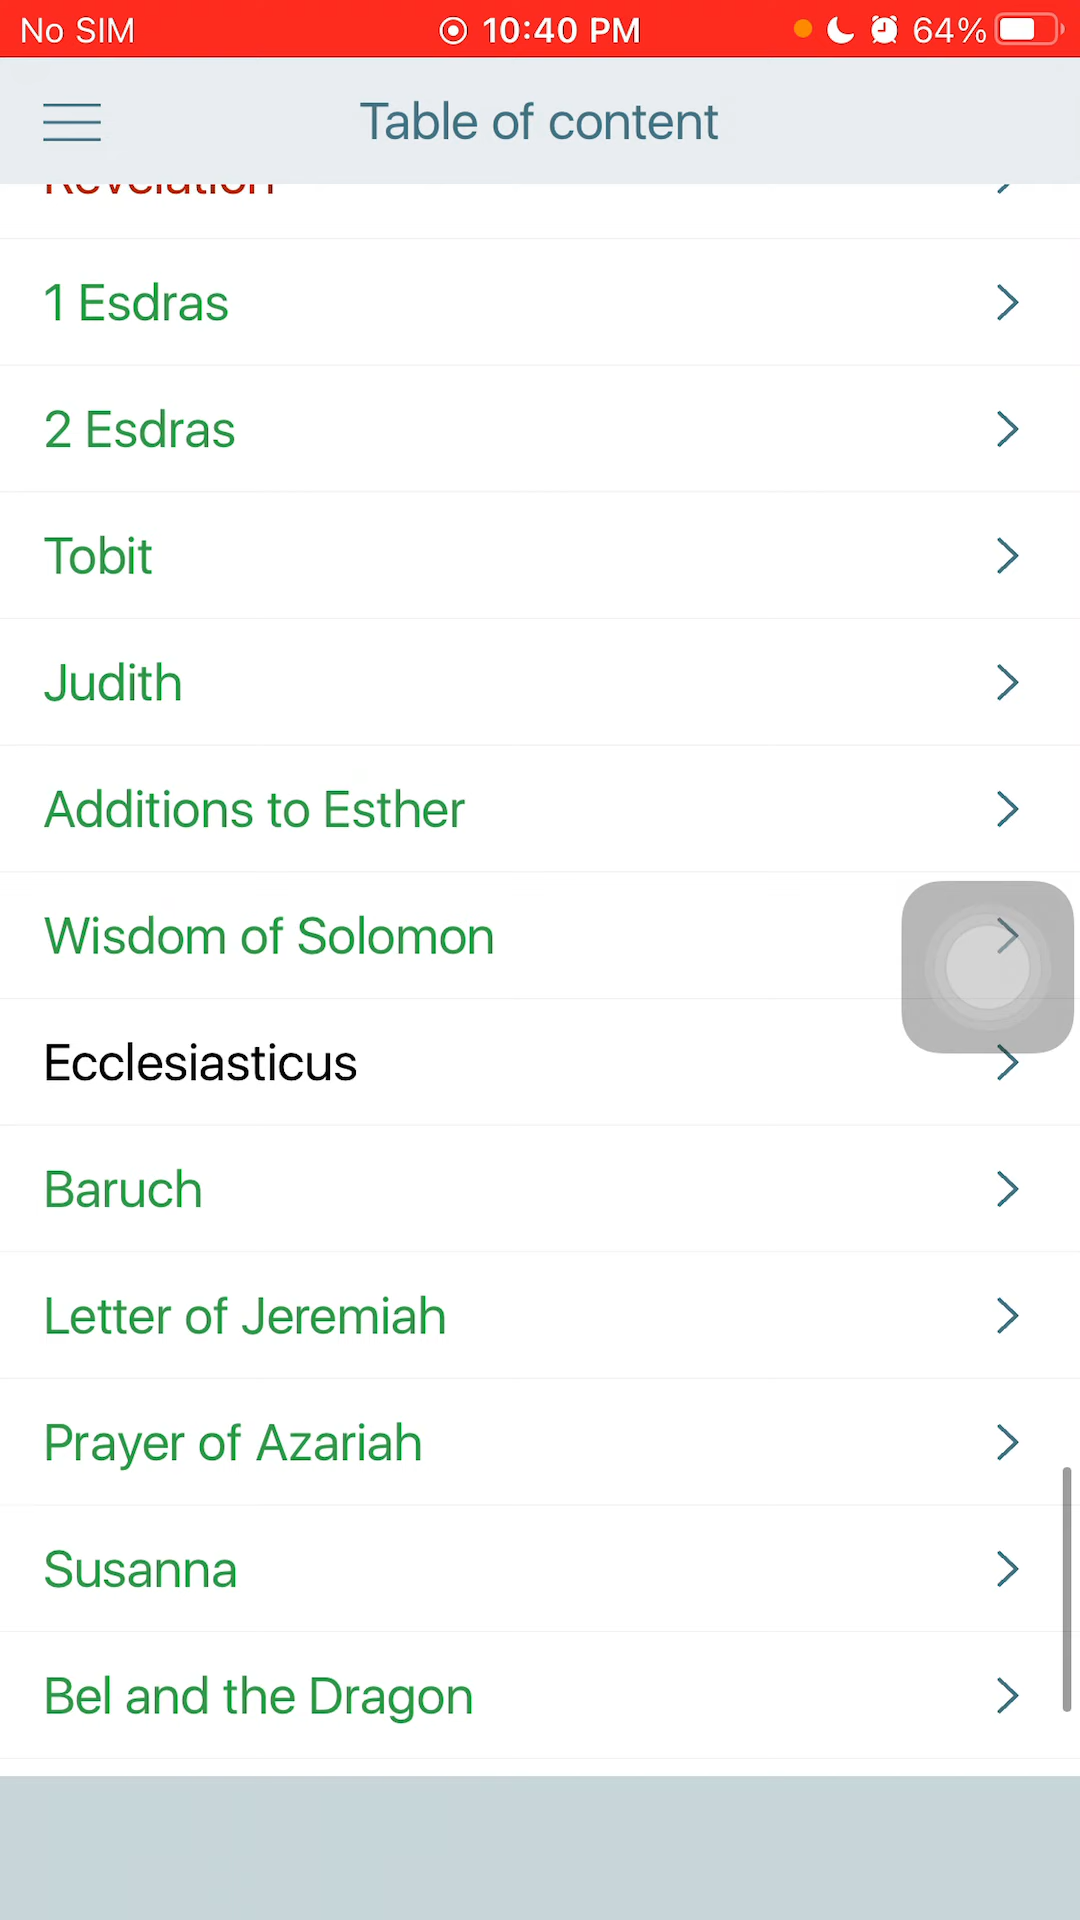 No SIM
10:40 PM
64%
Table of content
Revelation
1 Esdras
2 Esdras
Tobit
Judith
Additions to Esther
Wisdom of Solomon
Ecclesiasticus
Baruch
Letter of Jeremiah
Prayer of Azariah
Susanna
Bel and the Dragon